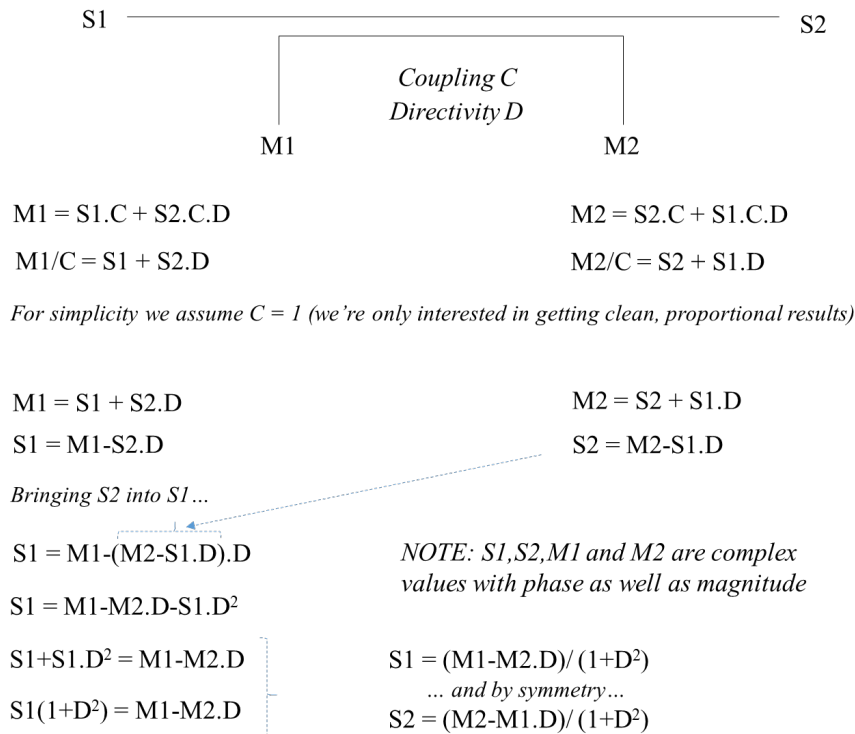 S1 S2
Coupling C
Directivity D
M1 M2
M1 = S1.C + S2.C.D
M2 = S2.C + S1.C.D
M1/C = S1 + S2.D
M2/C = S2 + S1.D
For simplicity we assume C = 1 (we’re only interested in getting clean, proportional results)
M1 = S1 + S2.D
M2 = S2 + S1.D
S1 = M1-S2.D
S2 = M2-S1.D
Bringing S2 into S1…
S1 = M1-(M2-S1.D).D
S1 = M1-M2.D-S1.D²
S1+S1.D² = M1-M2.D
S1(1+D²) = M1-M2.D
NOTE: S1,S2,M1 and M2 are complex
values with phase as well as magnitude
S1 = (M1-M2.D)/ (1+D²)
… and by symmetry…
S2 = (M2-M1.D)/ (1+D²)